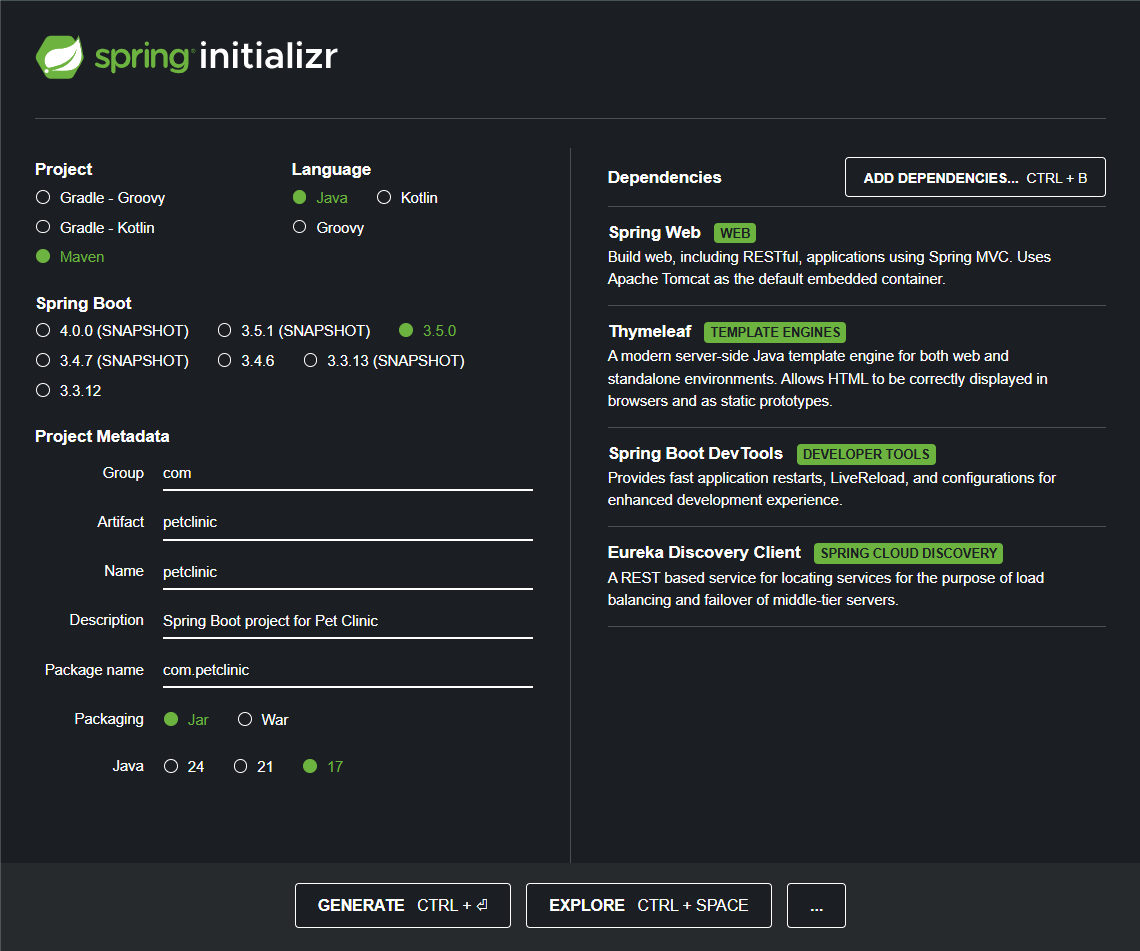 spring initializr
Project
Gradle - Groovy
Gradle - Kotlin
Maven
Language
Java Kotlin
Groovy
Spring Boot
4.0.0 (SNAPSHOT) 3.5.1 (SNAPSHOT) 3.5.0
3.4.7 (SNAPSHOT) 3.4.6 3.3.13 (SNAPSHOT)
3.3.12
Project Metadata
Group com
Artifact petclinic
Name petclinic
Description Spring Boot project for Pet Clinic
Package name com.petclinic
Packaging Jar War
Java 24 21 17
Dependencies ADD DEPENDENCIES... CTRL + B
Spring Web WEB
Build web, including RESTful, applications using Spring MVC. Uses
Apache Tomcat as the default embedded container.
Thymeleaf TEMPLATE ENGINES
A modern server-side Java template engine for both web and
standalone environments. Allows HTML to be correctly displayed in
browsers and as static prototypes.
Spring Boot DevTools DEVELOPER TOOLS
Provides fast application restarts, LiveReload, and configurations for
enhanced development experience.
Eureka Discovery Client SPRING CLOUD DISCOVERY
A REST based service for locating services for the purpose of load
balancing and failover of middle-tier servers.
GENERATE CTRL + ⏎ EXPLORE CTRL + SPACE ...